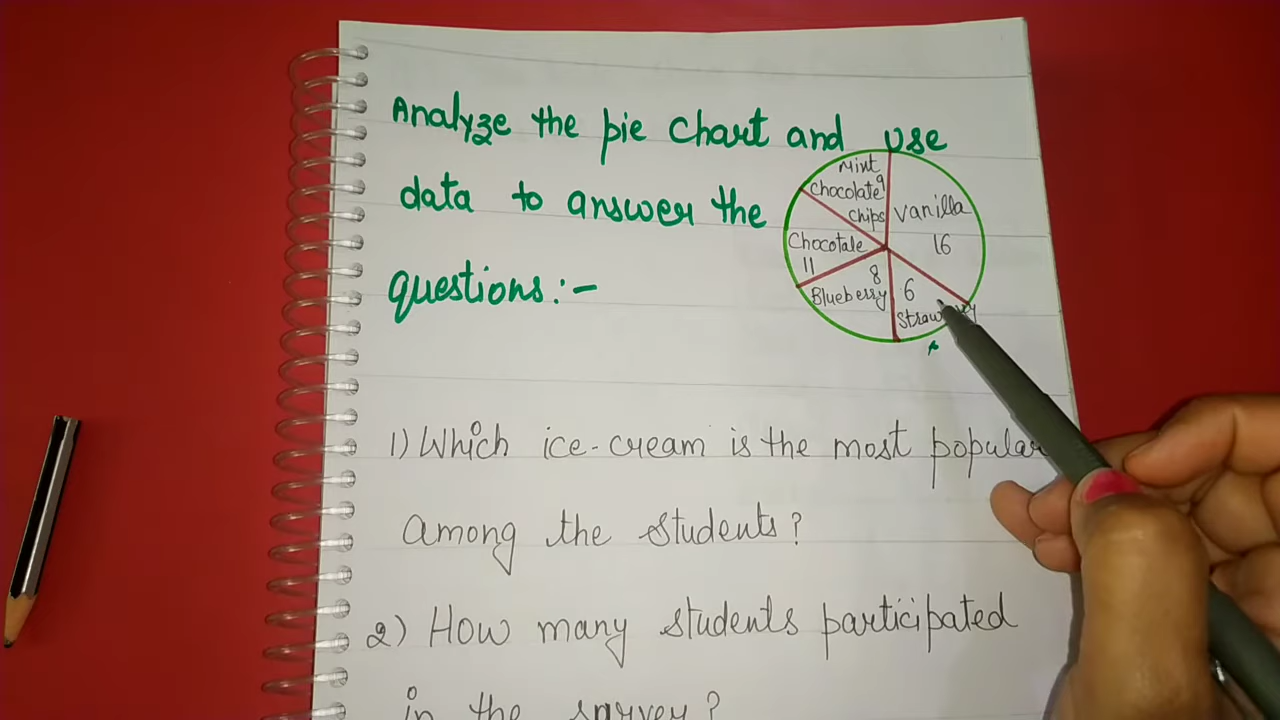 Analyze the pie chart and use
data to answer the
questions:-
Mint
chocolate 9
chips
vanilla
16
Chocotale
11
8
Blueberry
6
1) Which ice-cream is the most popular
among the students?
2) How many students participated
in the survey?